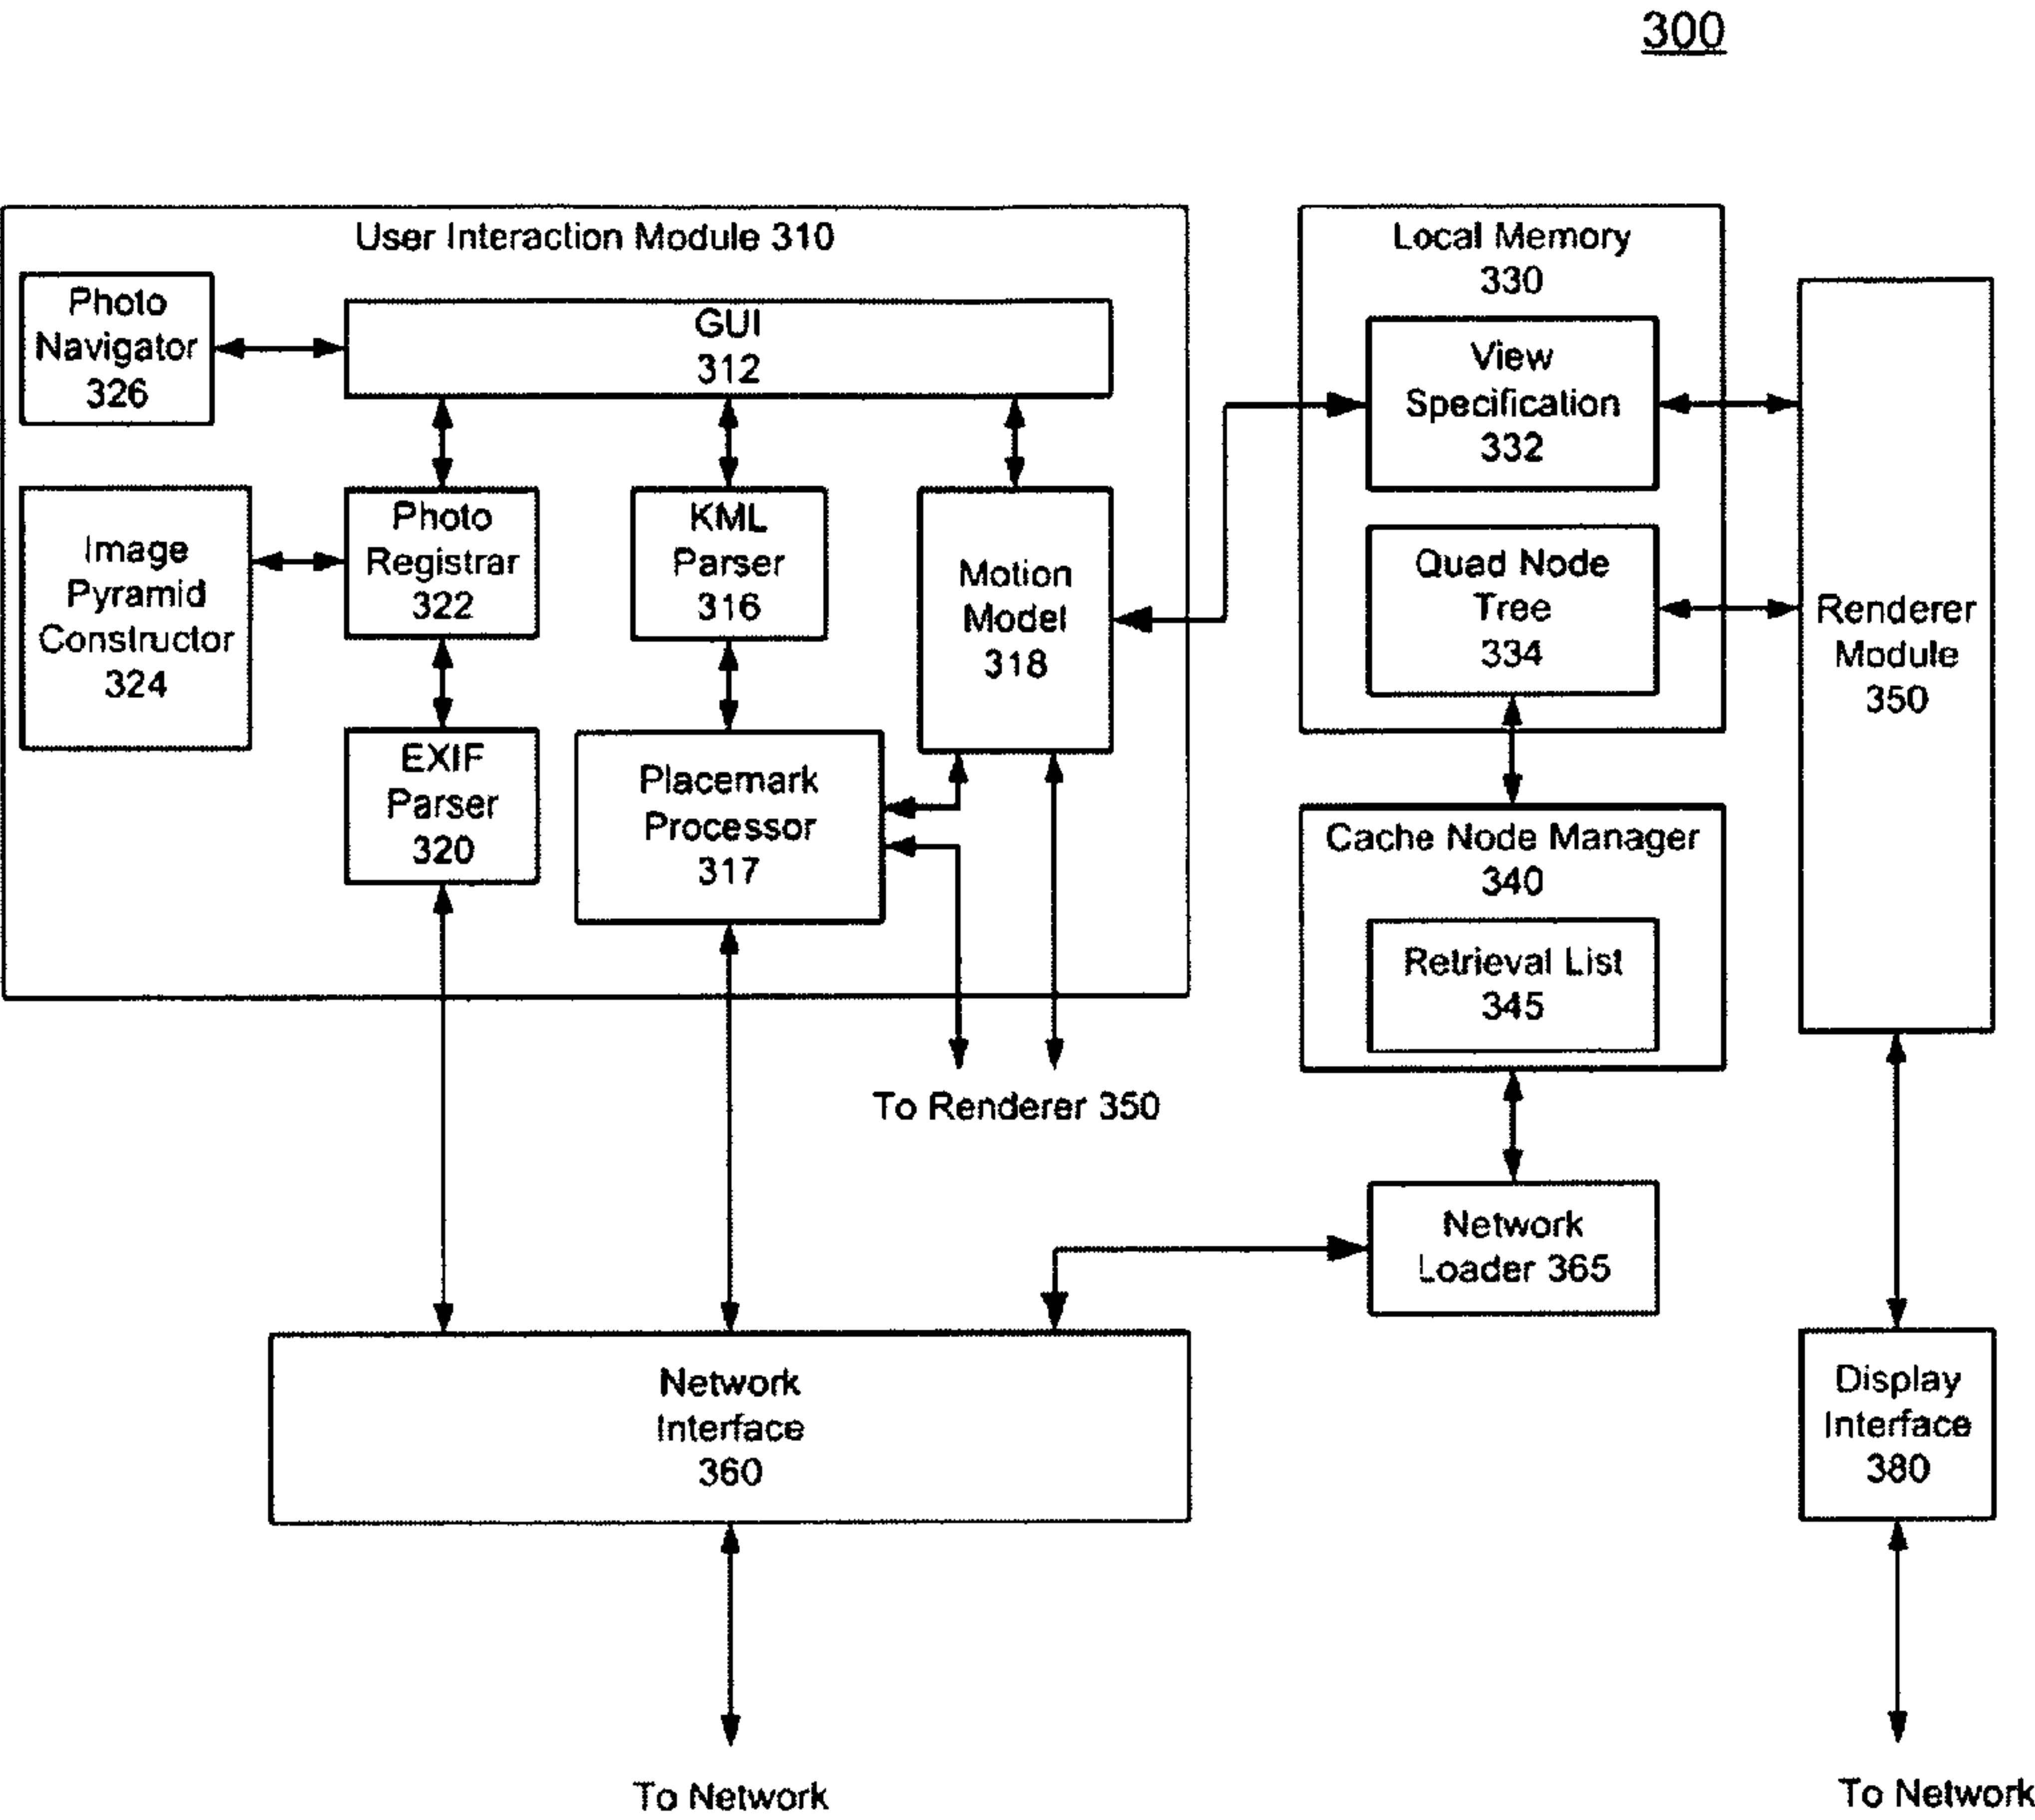 300
User Interaction Module 310
Photo
Navigator
326
GUI
312
Image
Pyramid
Constructor
324
Photo
Registrar
322
KML
Parser
316
Motion
Model
318
EXIF
Parser
320
Placemark
Processor
317
To Renderer 350
Local Memory
330
View
Specification
332
Quad Node
Tree
334
Cache Node Manager
340
Retrieval List
345
Renderer
Module
350
Network
Loader 365
Network
Interface
360
Display
Interface
380
To Network
To Network